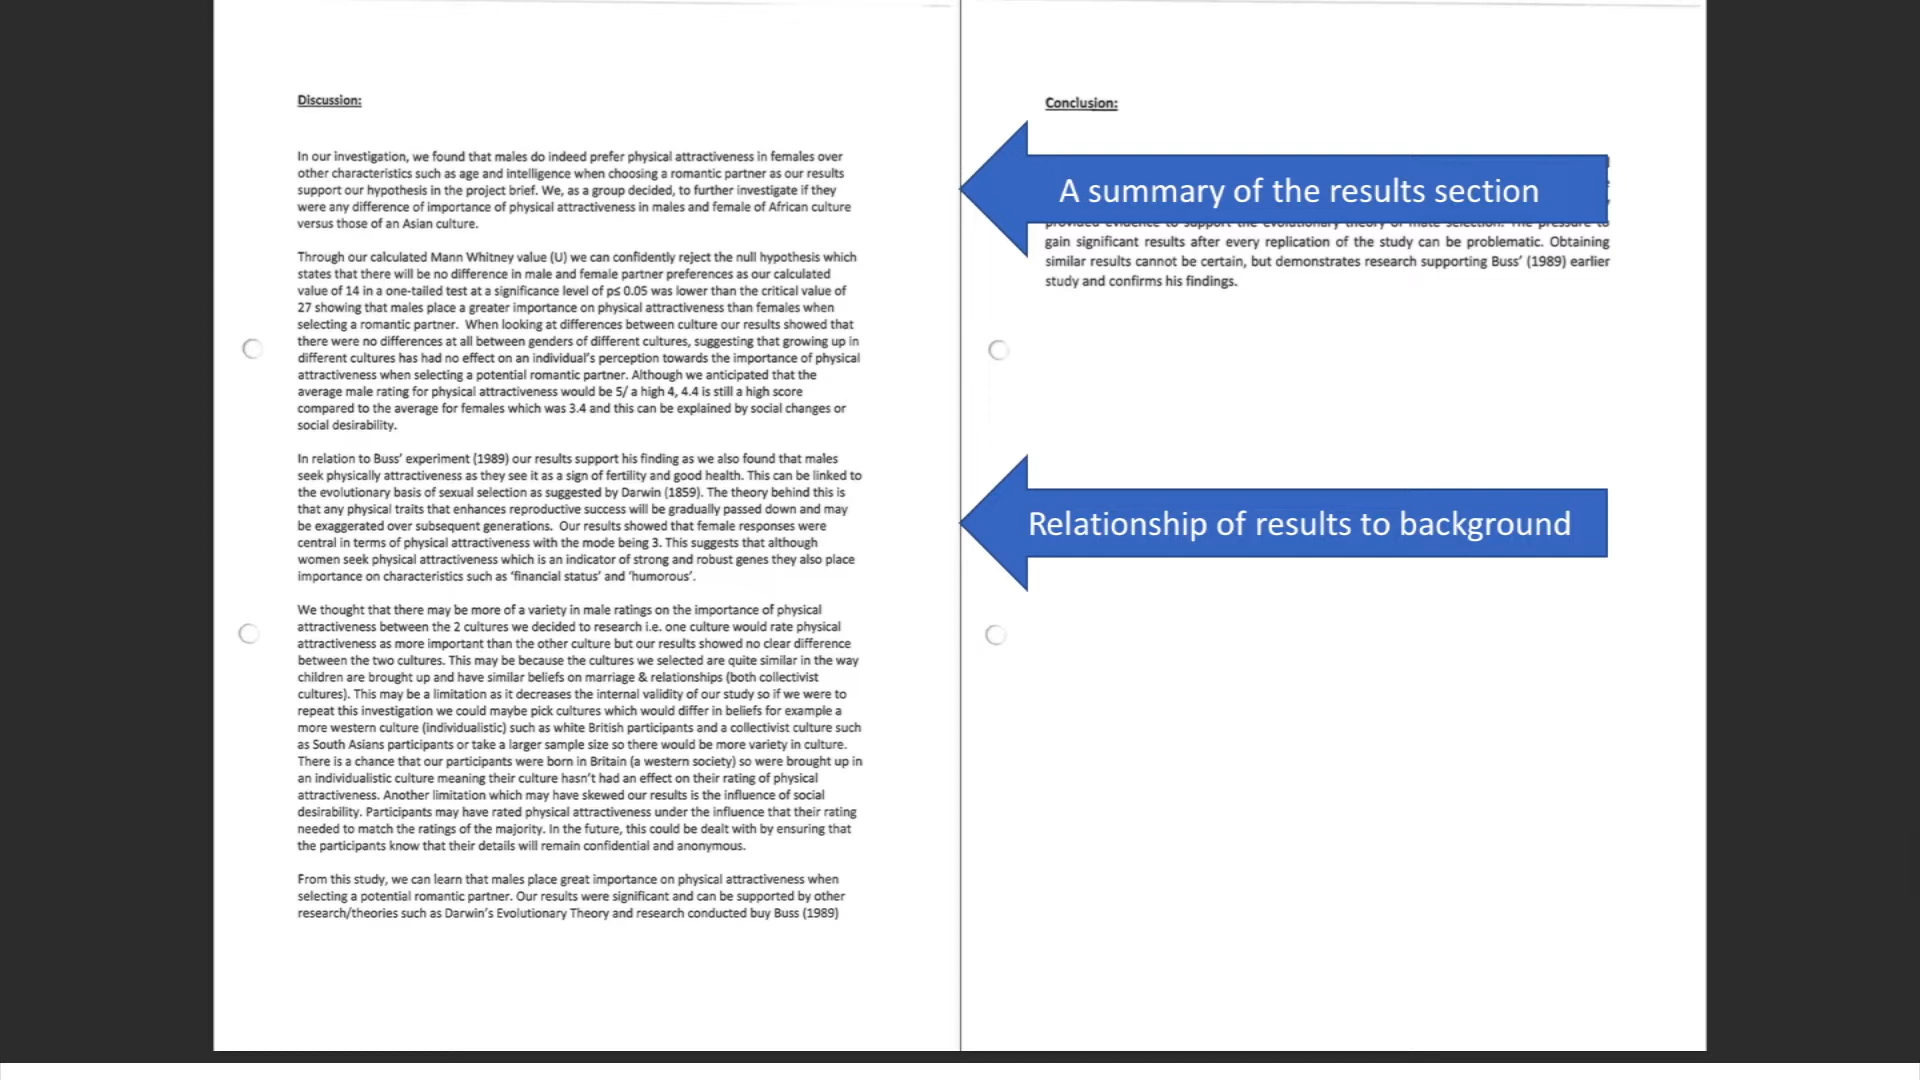 Discussion:
In our investigation, we found that males do indeed prefer physical attractiveness in females over
other characteristics such as age and intelligence when choosing a romantic partner as our results
support our hypothesis in the project brief. We, as a group decided, to further investigate if they
were any difference of importance of physical attractiveness in males and female of African culture
versus those of an Asian culture.
Through our calculated Mann Whitney value (U) we can confidently reject the null hypothesis which
states that there will be no difference in male and female partner preferences as our calculated
value of 14 in a one-tailed test at a significance level of p≤ 0.05 was lower than the critical value of
27 showing that males place a greater importance on physical attractiveness than females when
selecting a romantic partner.  When looking at differences between culture our results showed that
there were no differences at all between genders of different cultures, suggesting that growing up in
different cultures has had no effect on an individual's perception towards the importance of physical
attractiveness when selecting a potential romantic partner. Although we anticipated that the
average male rating for physical attractiveness would be 5/ a high 4, 4.4 is still a high score
compared to the average for females which was 3.4 and this can be explained by social changes or
social desirability.
In relation to Buss' experiment (1989) our results support his finding as we also found that males
seek physically attractiveness as they see it as a sign of fertility and good health. This can be linked to
the evolutionary basis of sexual selection as suggested by Darwin (1859). The theory behind this is
that any physical traits that enhances reproductive success will be gradually passed down and may
be exaggerated over subsequent generations.  Our results showed that female responses were
central in terms of physical attractiveness with the mode being 3. This suggests that although
women seek physical attractiveness which is an indicator of strong and robust genes they also place
importance on characteristics such as 'financial status' and 'humorous'.
We thought that there may be more of a variety in male ratings on the importance of physical
attractiveness between the 2 cultures we decided to research i.e. one culture would rate physical
attractiveness as more important than the other culture but our results showed no clear difference
between the two cultures. This may be because the cultures we selected are quite similar in the way
children are brought up and have similar beliefs on marriage & relationships (both collectivist
cultures). This may be a limitation as it decreases the internal validity of our study so if we were to
repeat this investigation we could maybe pick cultures which would differ in beliefs for example a
more western culture (individualistic) such as white British participants and a collectivist culture such
as South Asians participants or take a larger sample size so there would be more variety in culture.
There is a chance that our participants were born in Britain (a western society) so were brought up in
an individualistic culture meaning their culture hasn't had an effect on their rating of physical
attractiveness. Another limitation which may have skewed our results is the influence of social
desirability. Participants may have rated physical attractiveness under the influence that their rating
needed to match the ratings of the majority. In the future, this could be dealt with by ensuring that
the participants know that their details will remain confidential and anonymous.
From this study, we can learn that males place great importance on physical attractiveness when
selecting a potential romantic partner. Our results were significant and can be supported by other
research/theories such as Darwin's Evolutionary Theory and research conducted buy Buss (1989)
Conclusion:
A summary of the results section
provided evidence to support the evolutionary theory of mate selection. The pressure to
gain significant results after every replication of the study can be problematic. Obtaining
similar results cannot be certain, but demonstrates research supporting Buss' (1989) earlier
study and confirms his findings.
Relationship of results to background